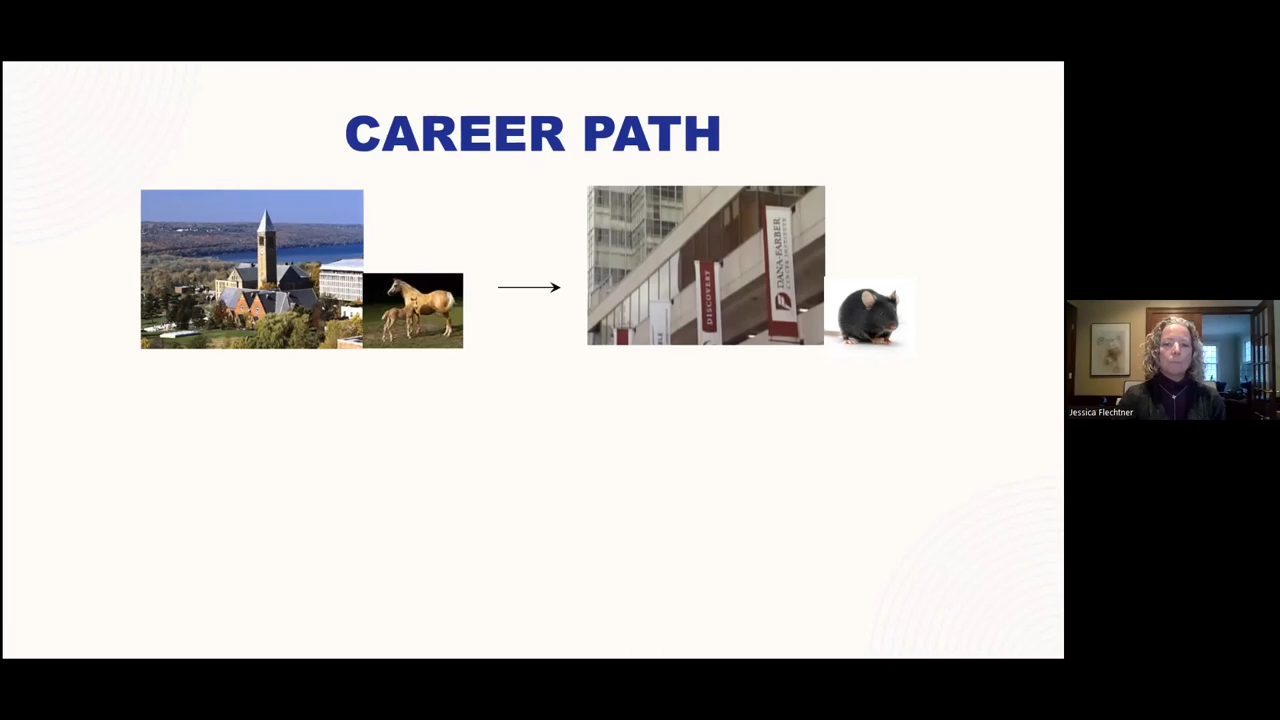 CAREER PATH
DISCOVERY
DANA-FARBER
CANCER INSTITUTE
Jessica Flechtner